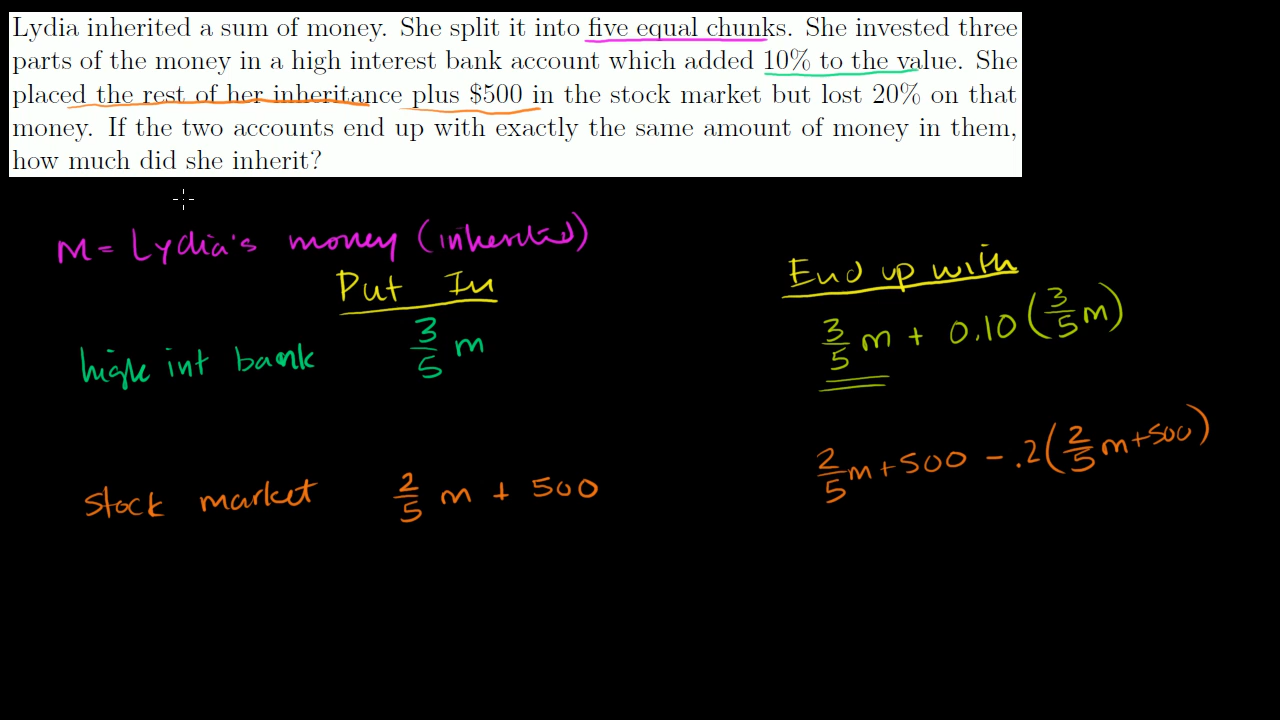 Lydia inherited a sum of money. She split it into five equal chunks. She invested three
parts of the money in a high interest bank account which added 10% to the value. She
placed the rest of her inheritance plus $500 in the stock market but lost 20% on that
money. If the two accounts end up with exactly the same amount of money in them,
how much did she inherit?
M = Lydia's money (inherited)
Put In
End up with
high int bank
3/5 m
3/5 m + 0.10 (3/5 m)
stock market
2/5 m + 500
2/5 m + 500 - .2(2/5 m + 500)